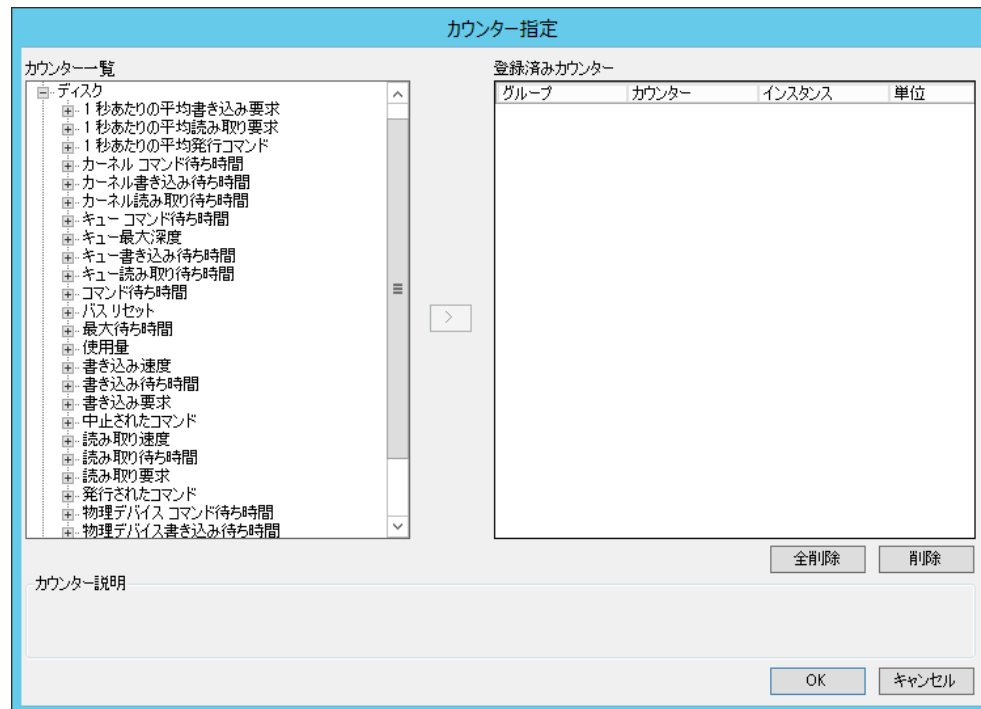 カウンター指定
カウンター一覧
登録済みカウンター
ディスク
1 秒あたりの平均書き込み要求
1 秒あたりの平均読み取り要求
1 秒あたりの平均発行コマンド
カーネル コマンド待ち時間
カーネル書き込み待ち時間
カーネル読み取り待ち時間
キュー コマンド待ち時間
キュー最大深度
キュー書き込み待ち時間
キュー読み取り待ち時間
コマンド待ち時間
バス リセット
最大待ち時間
使用量
書き込み速度
書き込み待ち時間
書き込み要求
中止されたコマンド
読み取り速度
読み取り待ち時間
読み取り要求
発行されたコマンド
物理デバイス コマンド待ち時間
物理デバイス書き込み待ち時間
>
グループ カウンター インスタンス 単位
全削除 削除
カウンター説明
OK キャンセル